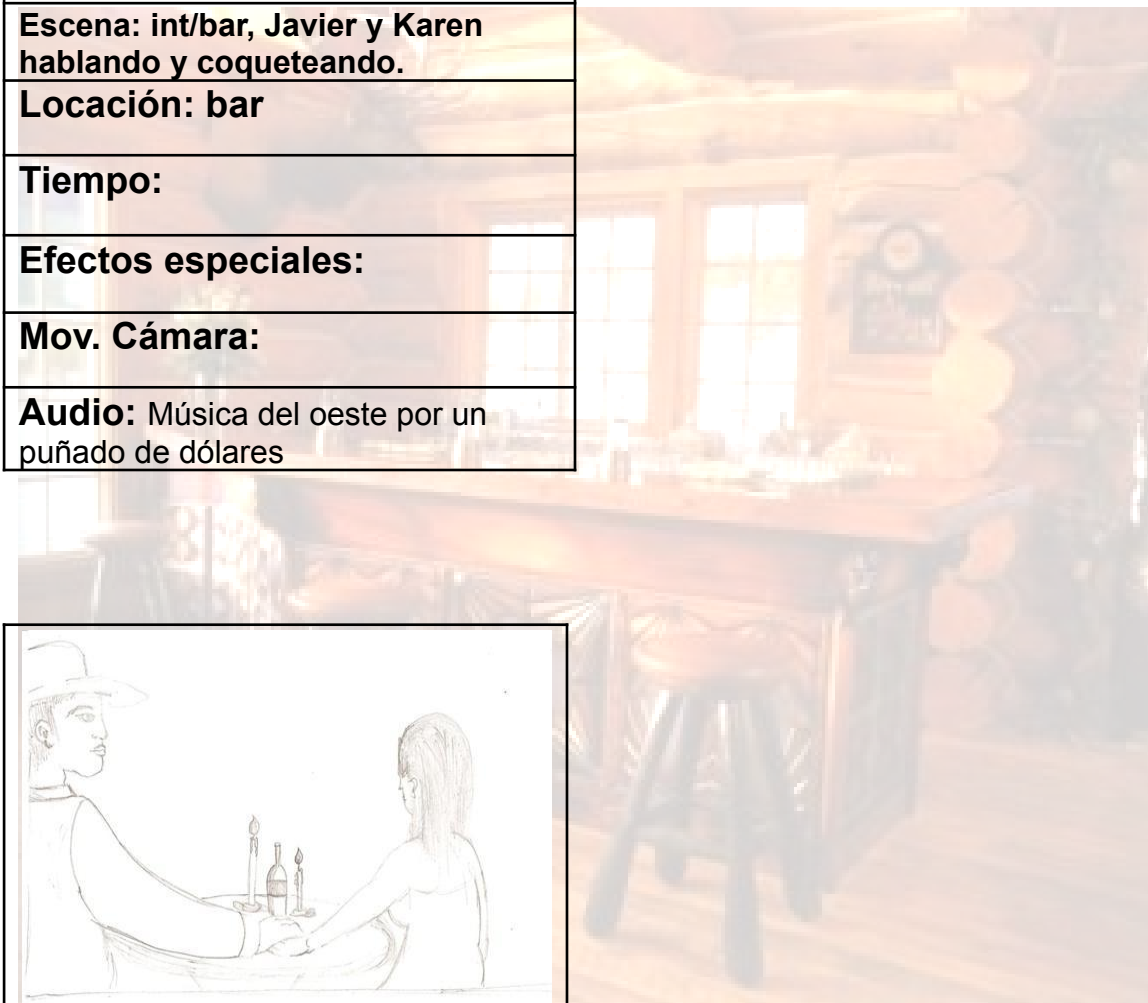 Escena: int/bar, Javier y Karen
hablando y coqueteando.
Locación: bar
Tiempo:
Efectos especiales:
Mov. Cámara:
Audio: Música del oeste por un
puñado de dólares